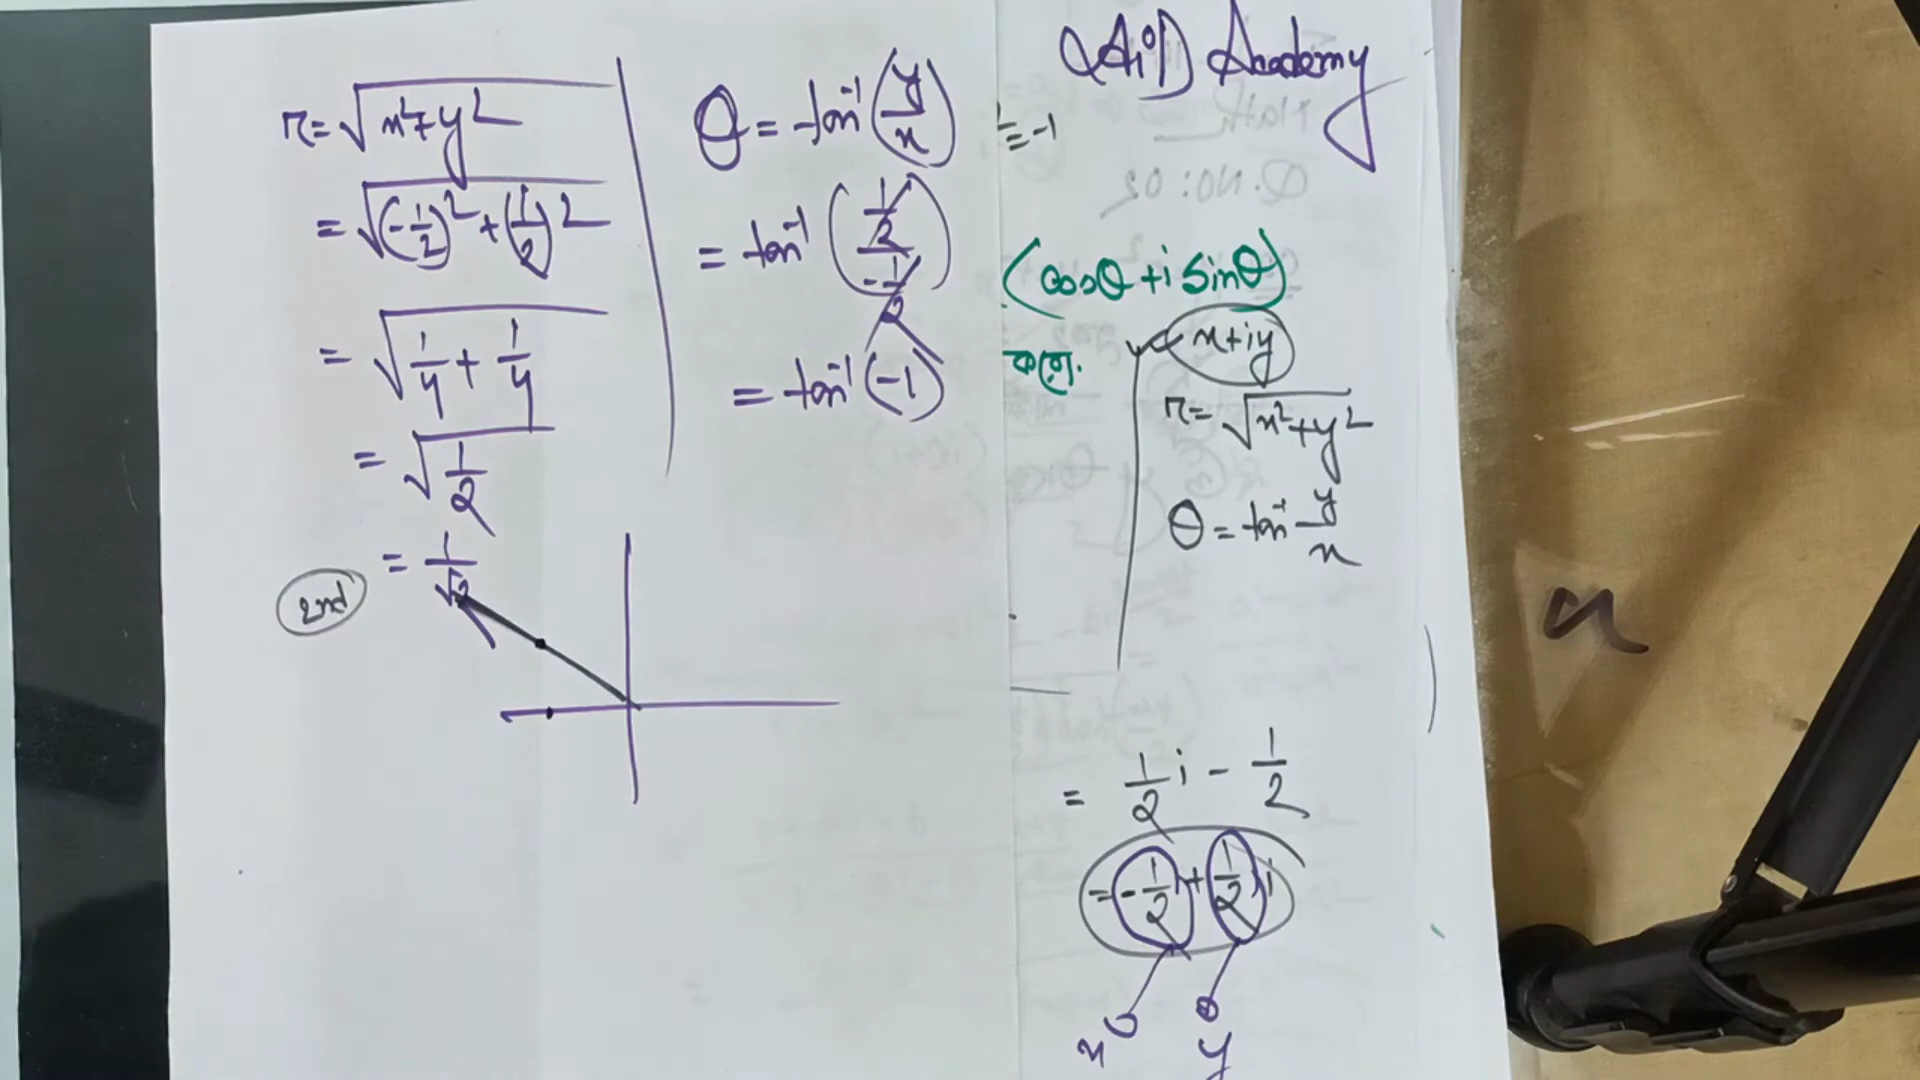 r = √x²+y²
= √(-1/2)² + (1/2)²
= √1/4 + 1/4
= √1/2
= 1/√2
2nd
θ = tan⁻¹(y/x)
= tan⁻¹(1/2 / -1/2)
= tan⁻¹(-1)
Academy
= -1
(cosθ + i sinθ)
x+iy
r = √x²+y²
θ = tan⁻¹ y/x
= 1/2 i - 1/2
= -1/2 + 1/2 i
x
y